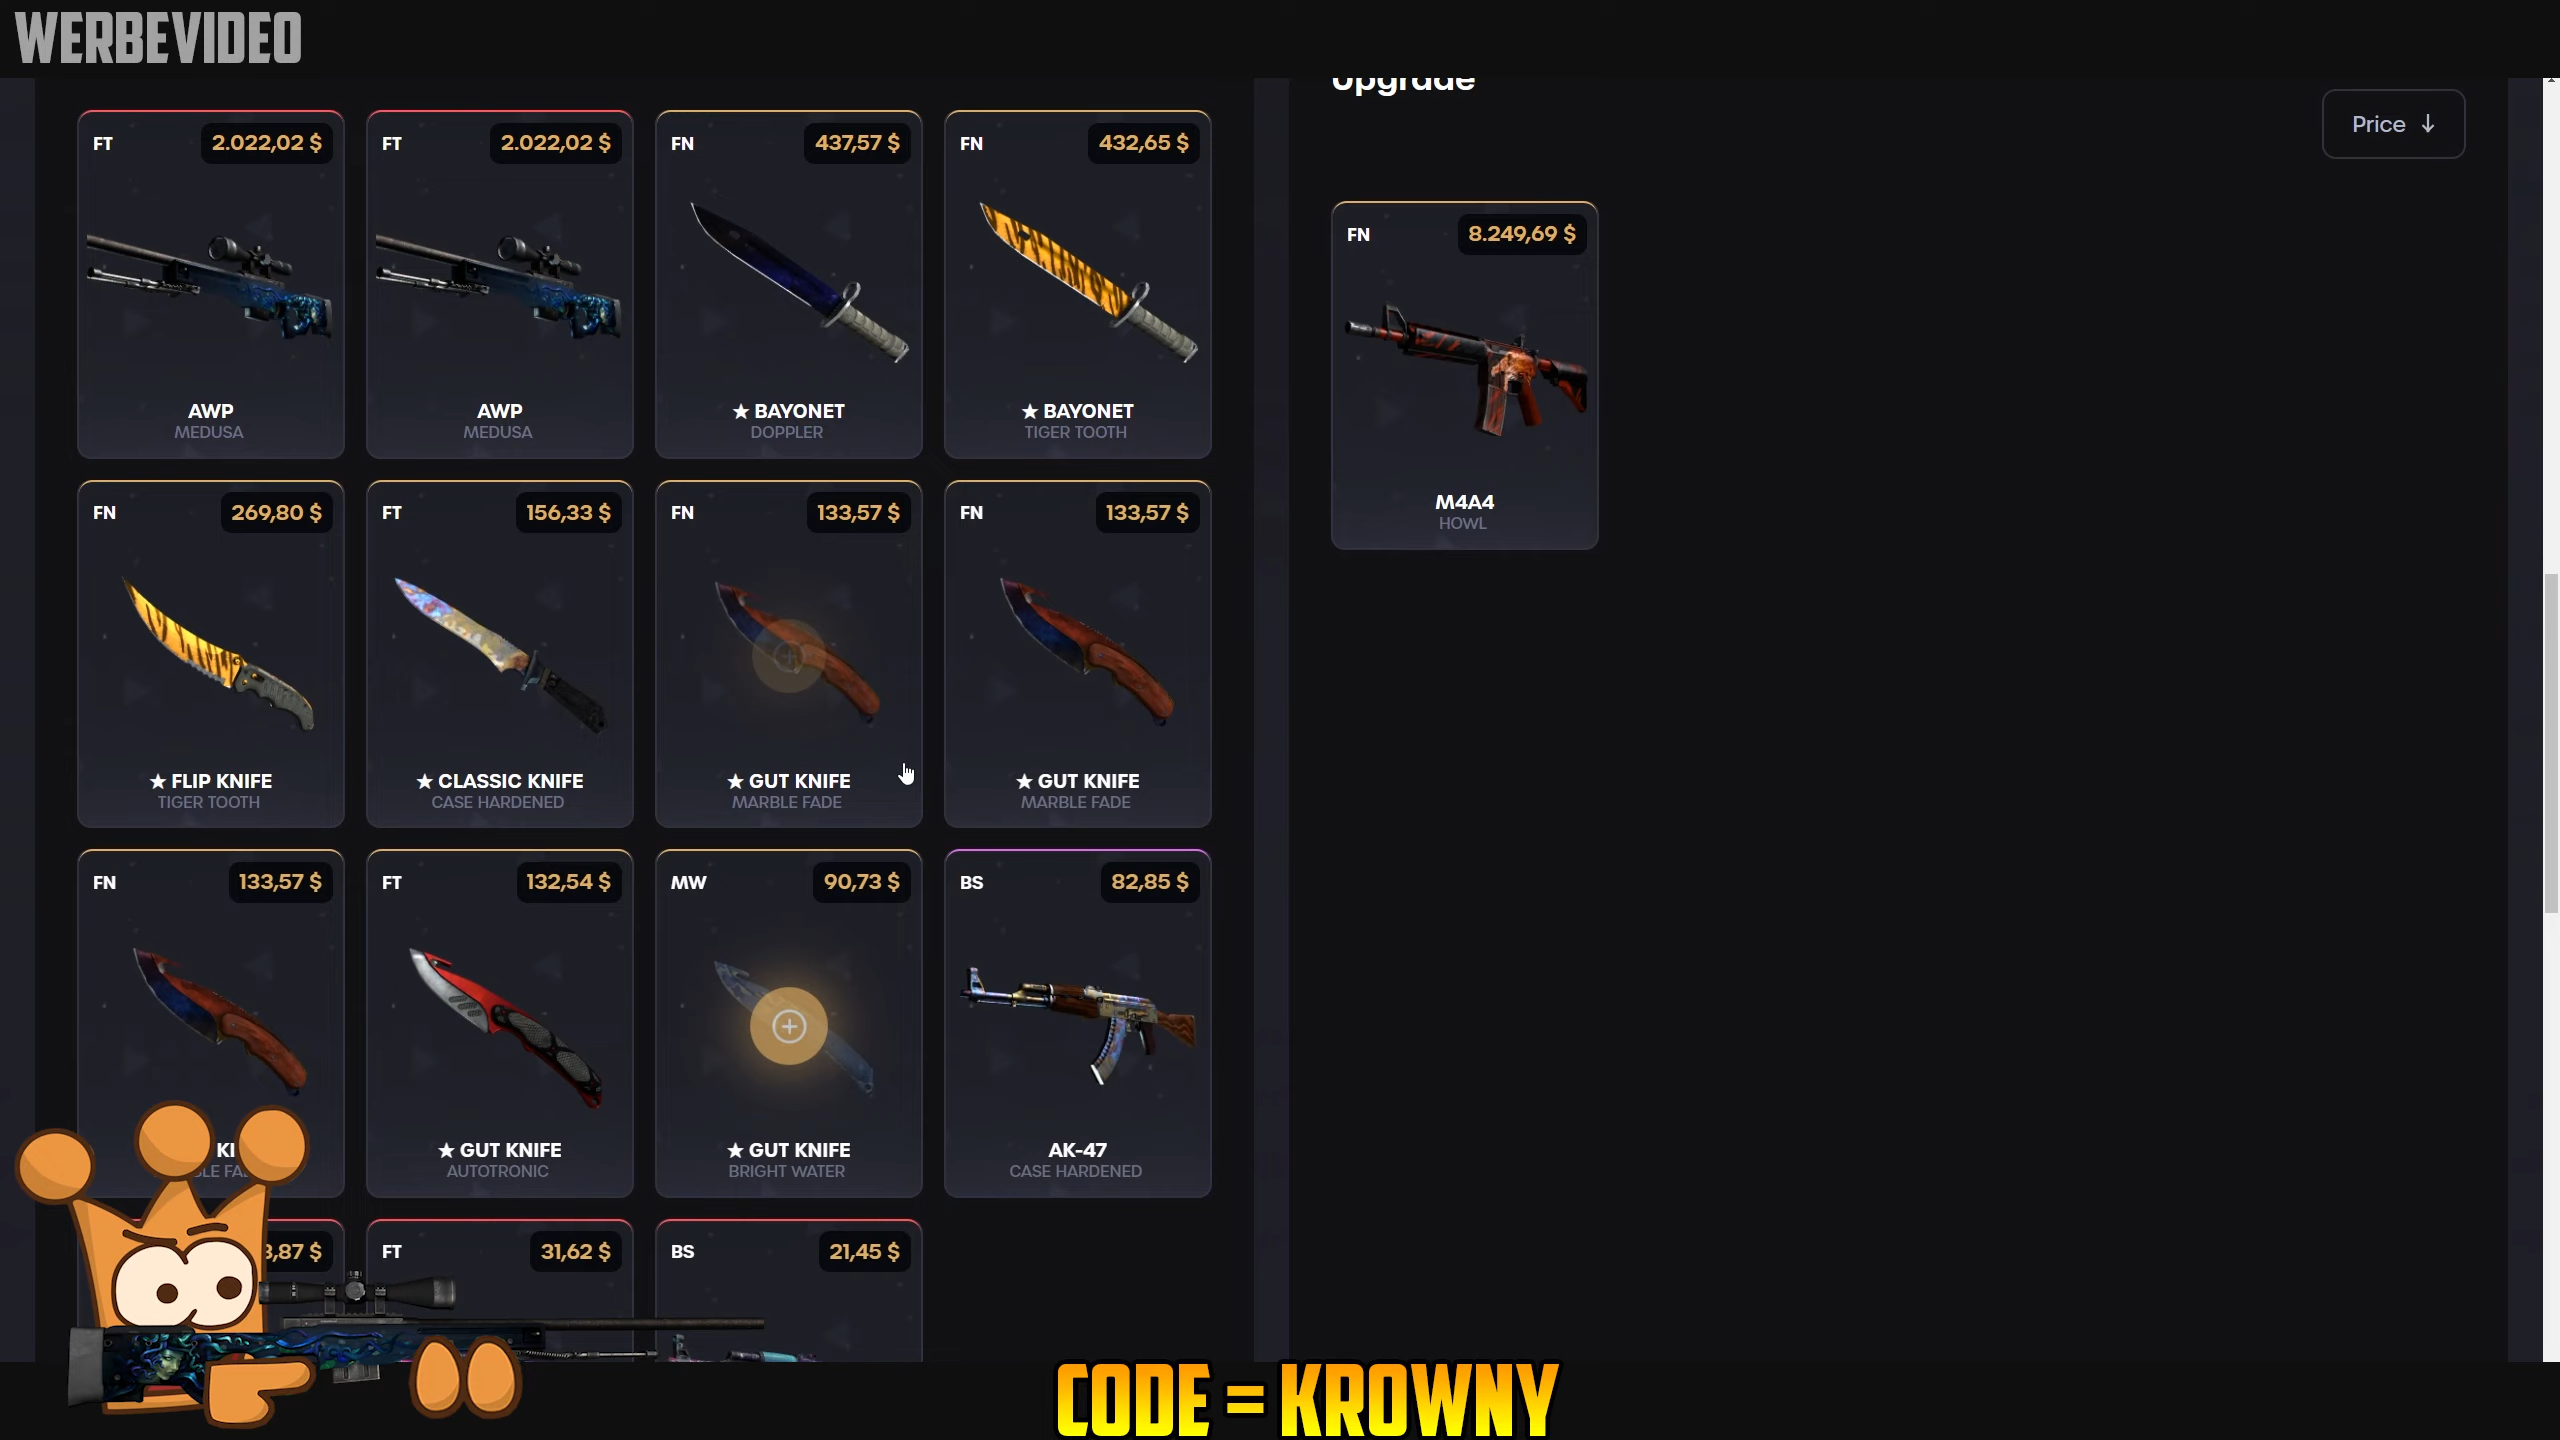 WERBEVIDEO
Upgrade
Price ↓
FT 2.022,02 $
AWP
MEDUSA
FT 2.022,02 $
AWP
MEDUSA
FN 437,57 $
★ BAYONET
DOPPLER
FN 432,65 $
★ BAYONET
TIGER TOOTH
FN 8.249,69 $
M4A4
HOWL
FN 269,80 $
★ FLIP KNIFE
TIGER TOOTH
FT 156,33 $
★ CLASSIC KNIFE
CASE HARDENED
FN 133,57 $
★ GUT KNIFE
MARBLE FADE
FN 133,57 $
★ GUT KNIFE
MARBLE FADE
FN 133,57 $
FT 132,54 $
★ GUT KNIFE
AUTOTRONIC
MW 90,73 $
★ GUT KNIFE
BRIGHT WATER
BS 82,85 $
AK-47
CASE HARDENED
FT 31,62 $
BS 21,45 $
CODE = KROWNY